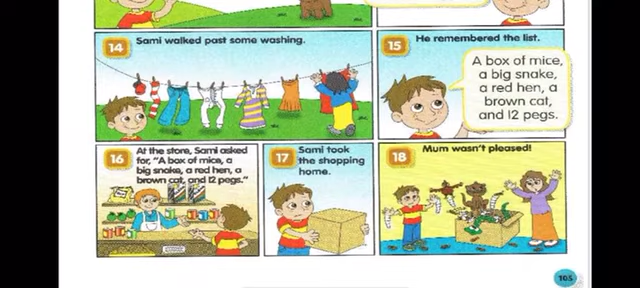 14
Sami walked past some washing.
15
He remembered the list.
A box of mice,
a big snake,
a red hen, a
brown cat,
and 12 pegs.
16
At the store, Sami asked
for, "A box of mice, a
big snake, a red hen, a
brown cat, and 12 pegs."
17
Sami took
the shopping
home.
18
Mum wasn't pleased!
105